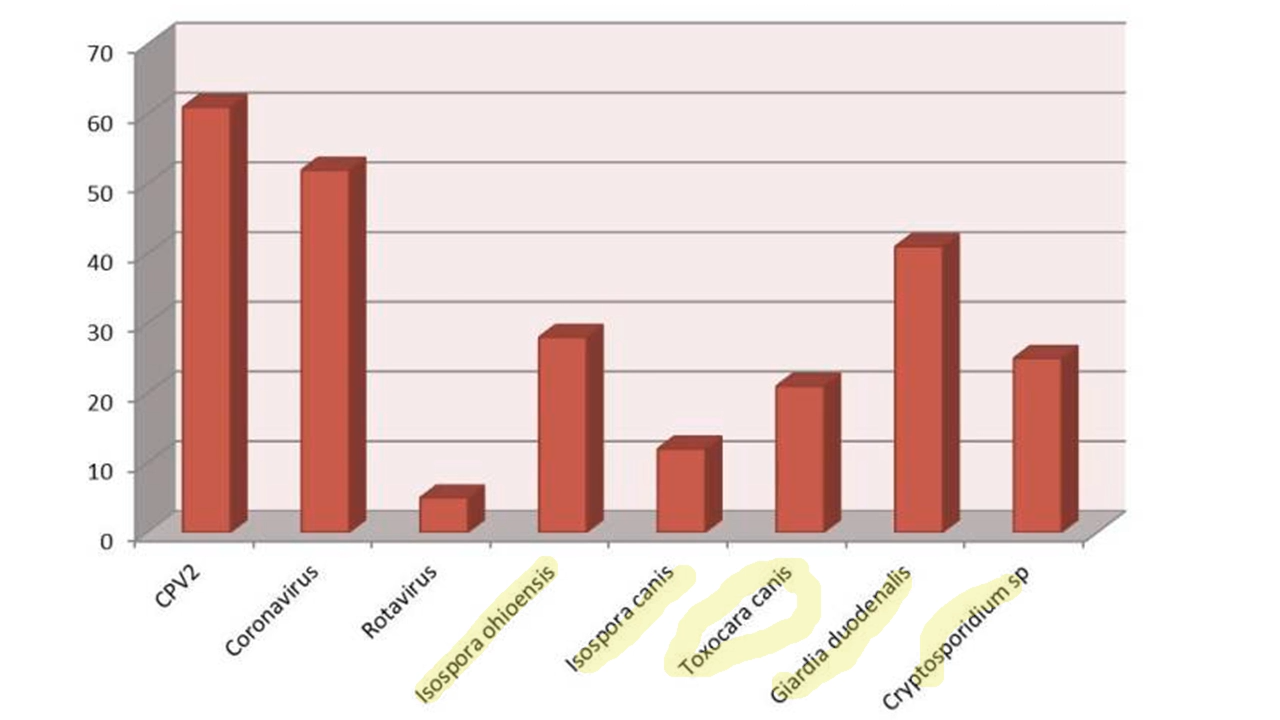 70
60
50
40
30
20
10
0
CPV2
Coronavirus
Rotavirus
Isospora ohioensis
Isospora canis
Toxocara canis
Giardia duodenalis
Cryptosporidium sp